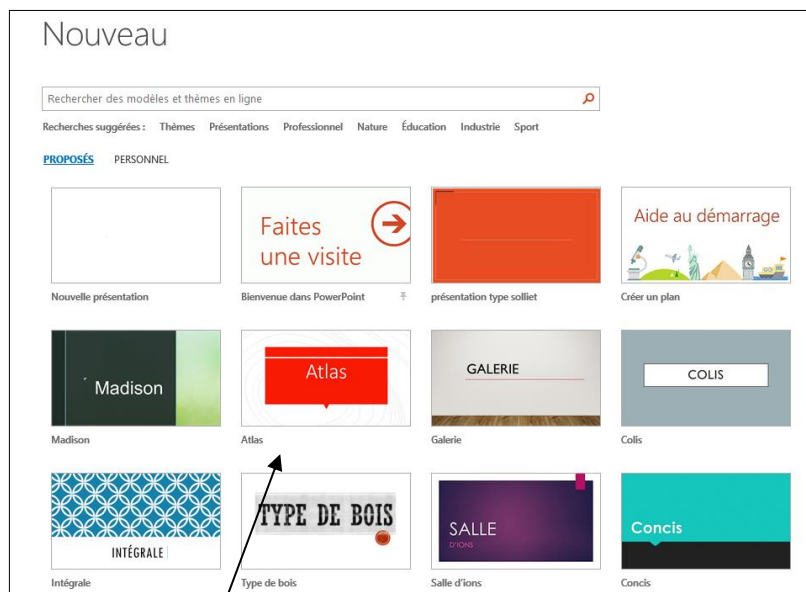 Nouveau
Rechercher des modèles et thèmes en ligne
Recherches suggérées : Thèmes Présentations Professionnel Nature Éducation Industrie Sport
PROPOSÉS PERSONNEL
Faites
une visite
Aide au démarrage
Nouvelle présentation Bienvenue dans PowerPoint présentation type solliet Créer un plan
Madison Atlas GALERIE COLIS
Madison Atlas Galerie Colis
INTÉGRALE TYPE DE BOIS SALLE D'IONS Concis
Intégrale Type de bois Salle d'ions Concis